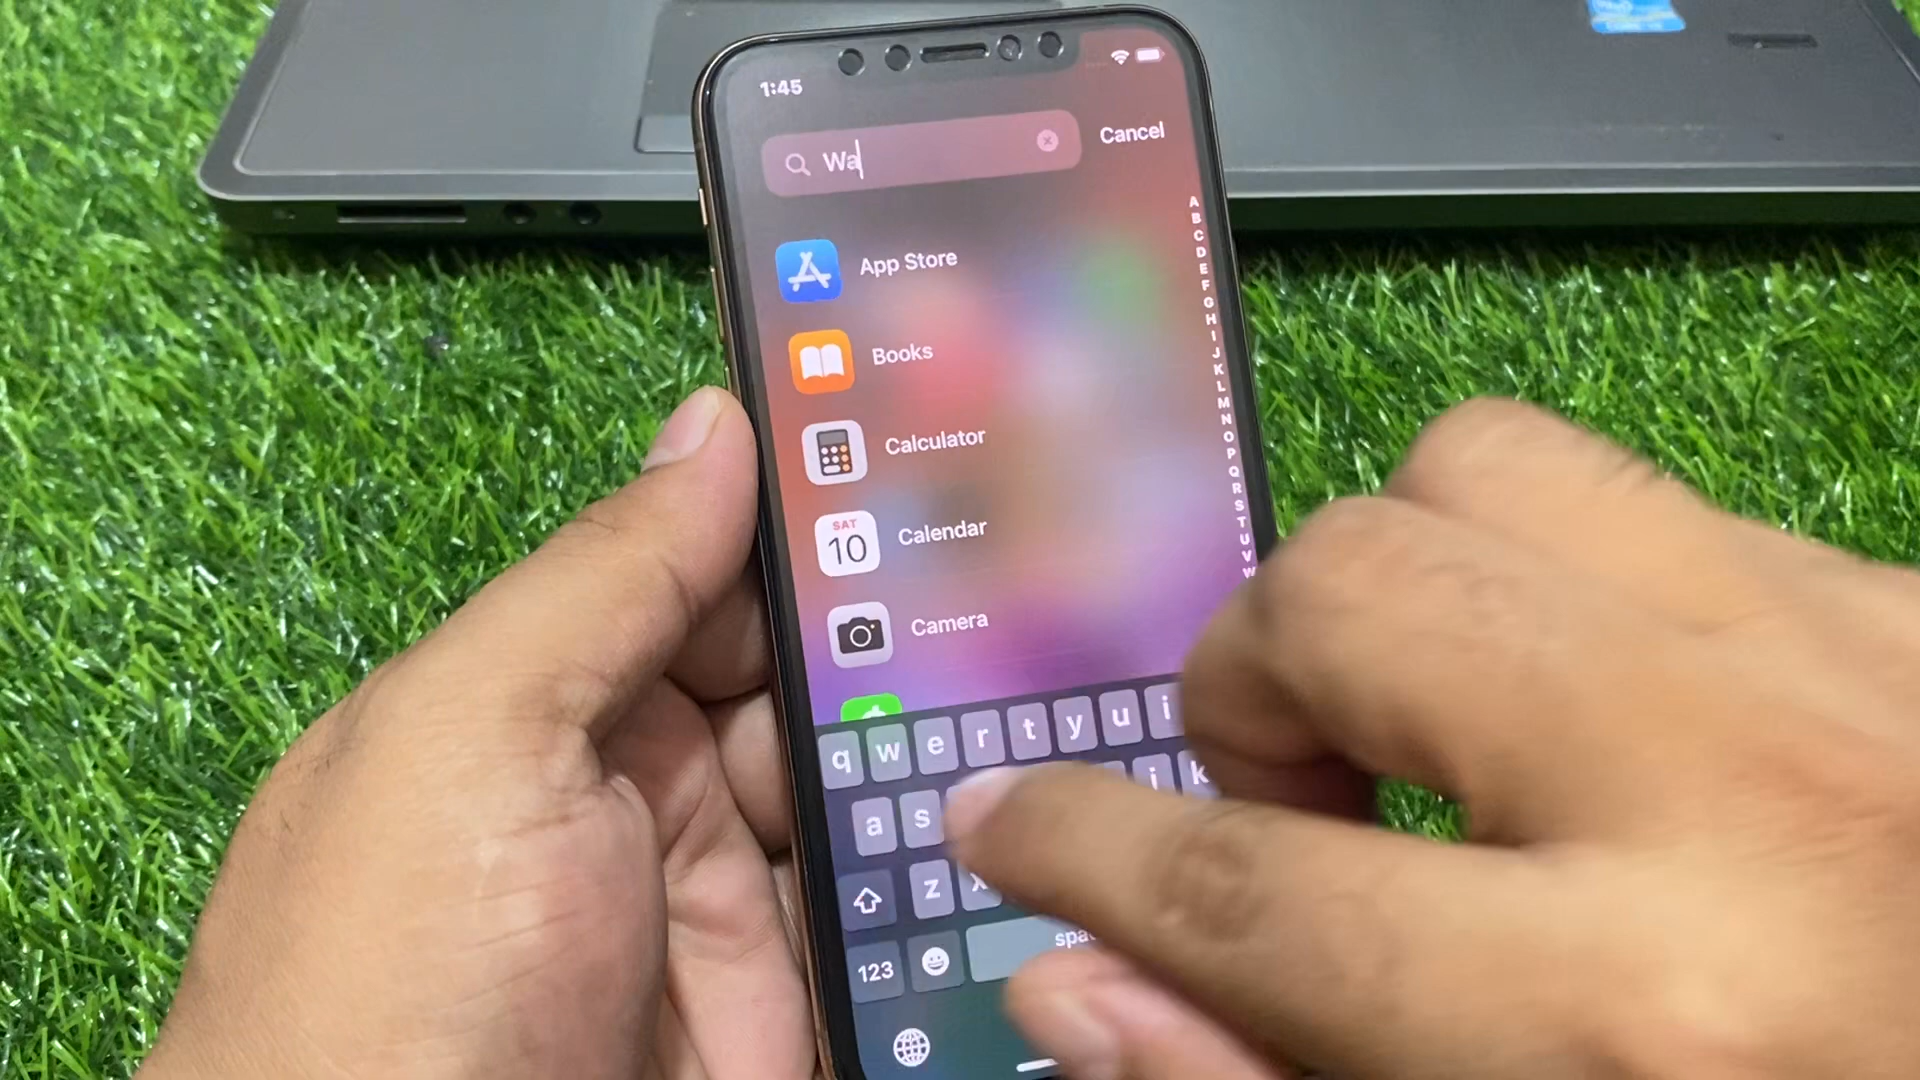 1:45
Wa
Cancel
App Store
Books
Calculator
SAT
10
Calendar
Camera
A
B
C
D
E
F
G
H
I
J
K
L
M
N
O
P
Q
R
S
T
U
V
W
q w e r t y u i
a s j k
z x
123